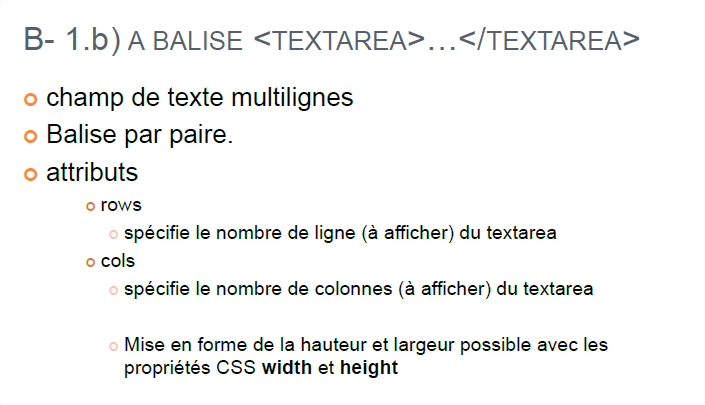 B- 1.b) A BALISE <TEXTAREA>…</TEXTAREA>
champ de texte multilignes
Balise par paire.
attributs
rows
spécifie le nombre de ligne (à afficher) du textarea
cols
spécifie le nombre de colonnes (à afficher) du textarea
Mise en forme de la hauteur et largeur possible avec les
propriétés CSS width et height